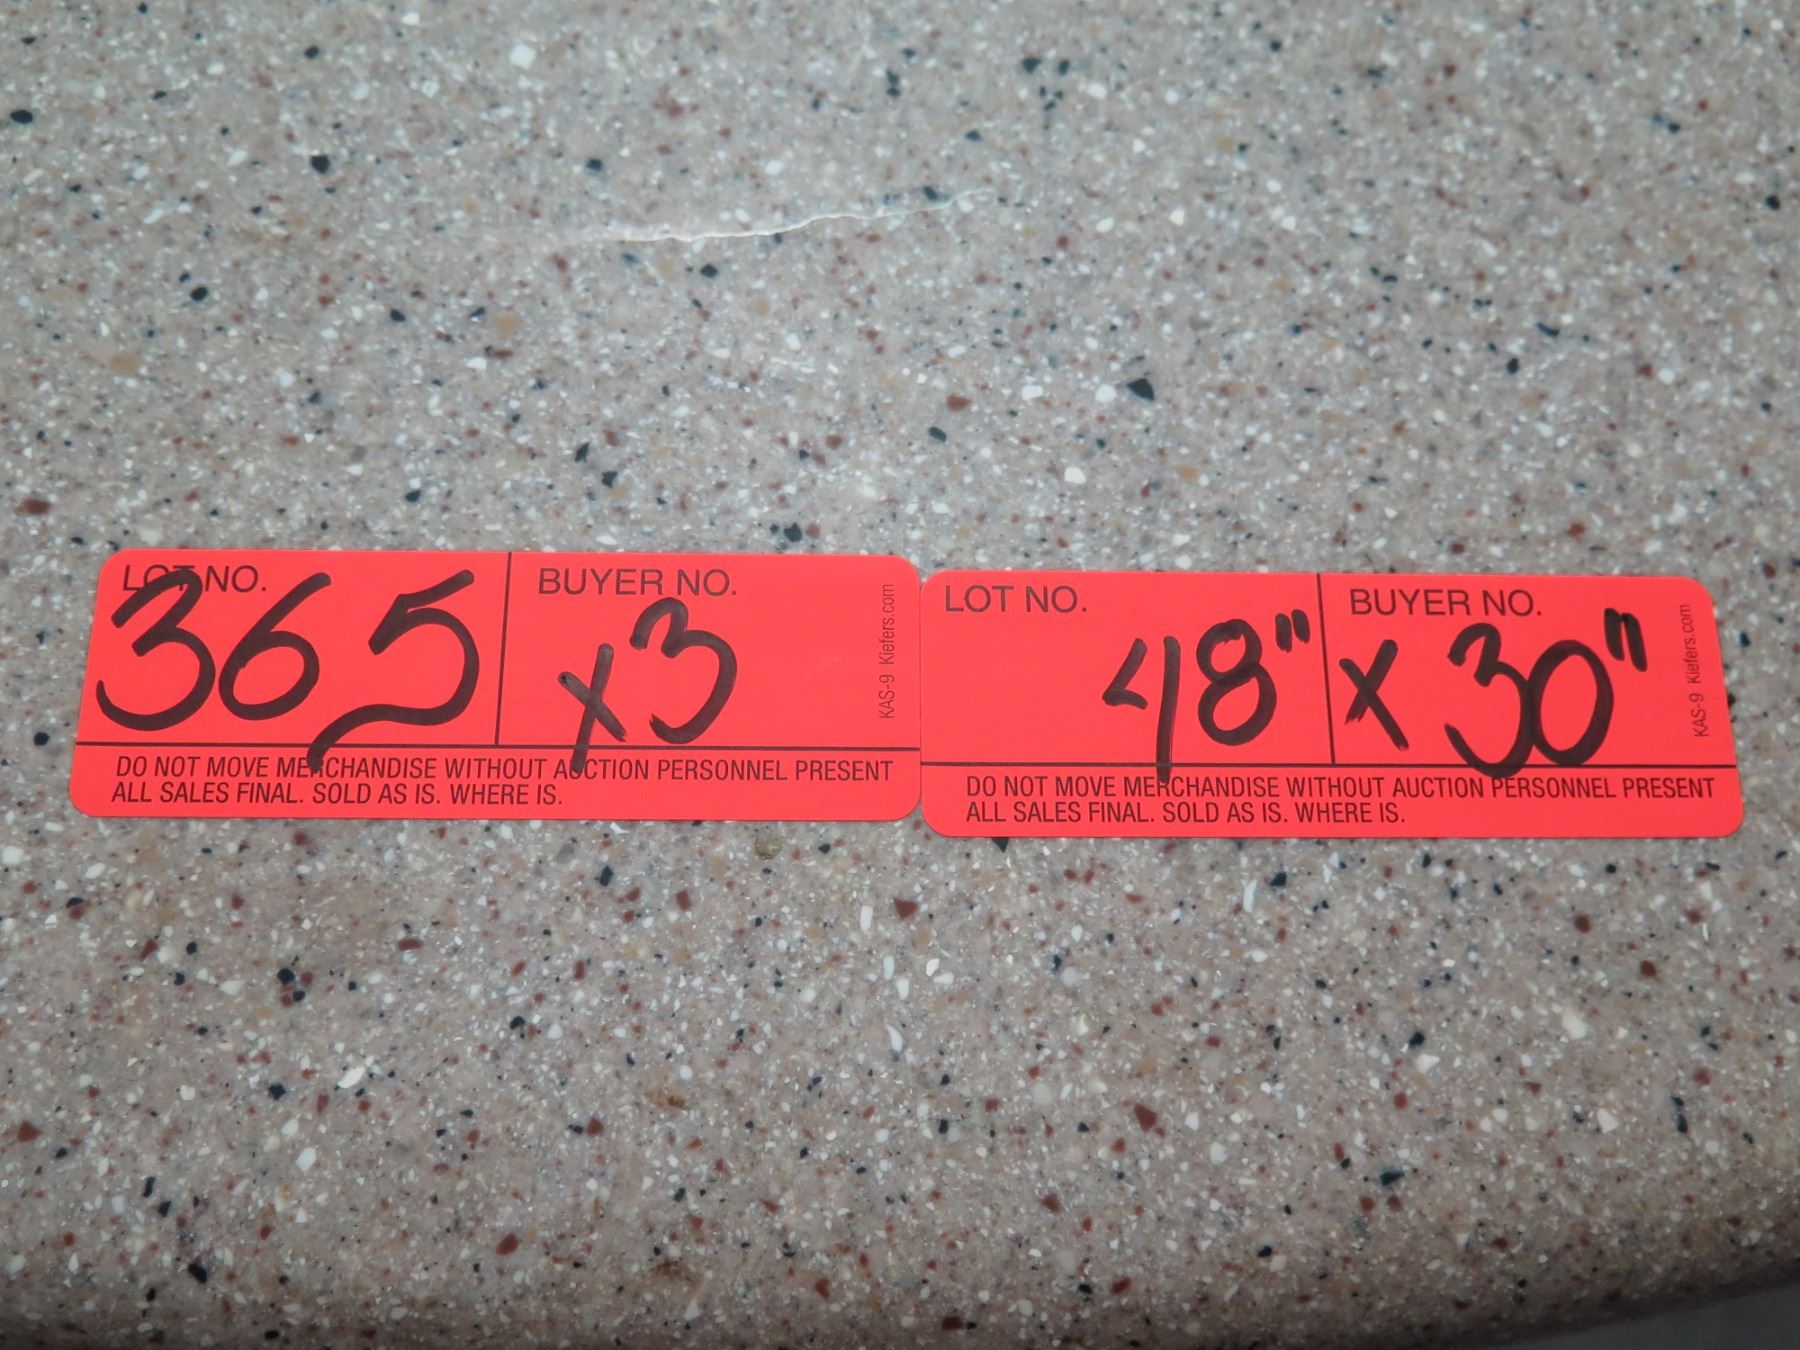 LOT NO. BUYER NO.
365 x3
KAS-9 Kiefers.com
DO NOT MOVE MERCHANDISE WITHOUT AUCTION PERSONNEL PRESENT
ALL SALES FINAL. SOLD AS IS. WHERE IS.
LOT NO. BUYER NO.
48" x 30"
KAS-9 Kiefers.com
DO NOT MOVE MERCHANDISE WITHOUT AUCTION PERSONNEL PRESENT
ALL SALES FINAL. SOLD AS IS. WHERE IS.